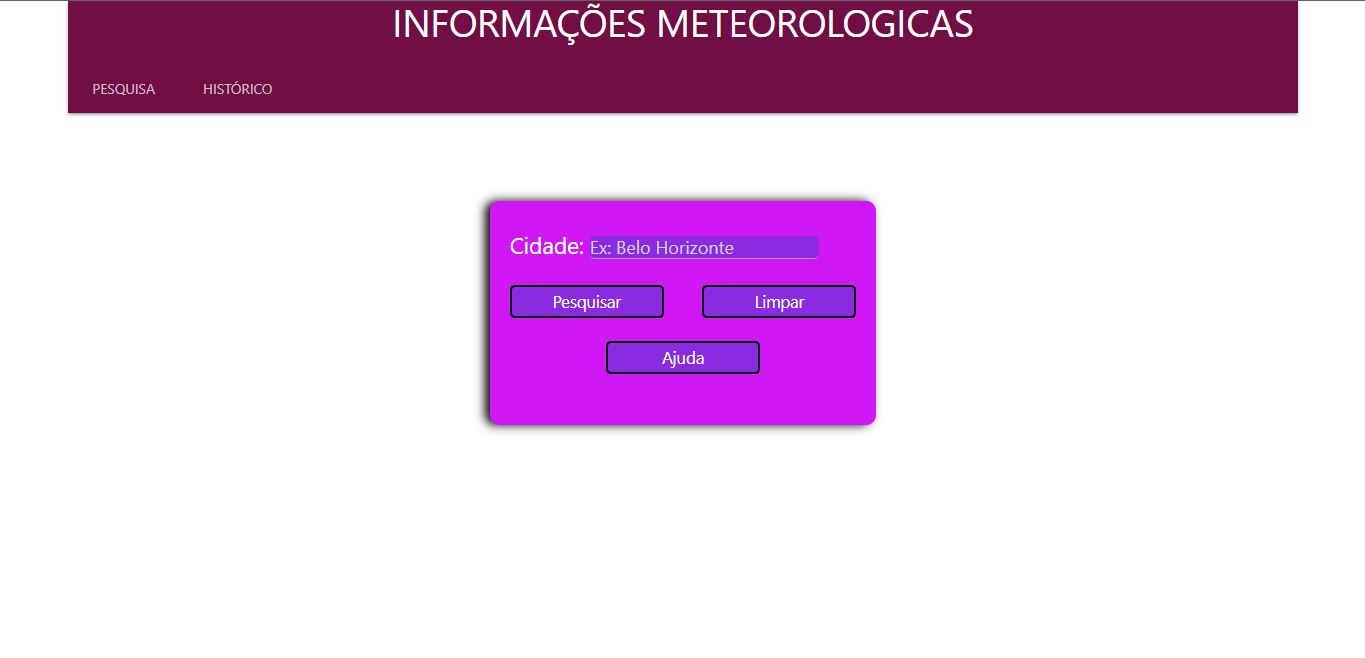 INFORMAÇÕES METEOROLOGICAS
PESQUISA HISTÓRICO
Cidade: Ex: Belo Horizonte
Pesquisar Limpar
Ajuda